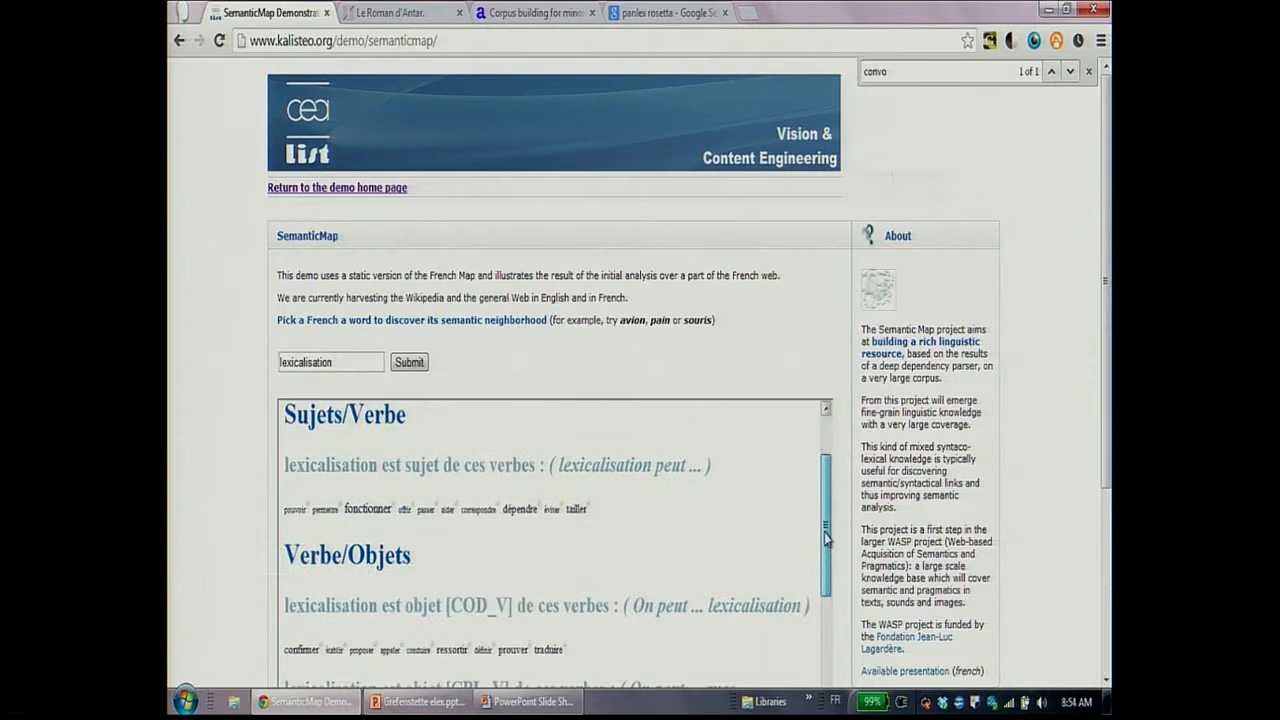 SemanticMap Demonstrat
Le Roman d'Antar.
Corpus building for minor
panlex rosetta - Google Se
www.kalisteo.org/demo/semanticmap/
convo
1 of 1
cea
list
Vision &
Content Engineering
Return to the demo home page
SemanticMap
This demo uses a static version of the French Map and illustrates the result of the initial analysis over a part of the French web.
We are currently harvesting the Wikipedia and the general Web in English and in French.
Pick a French a word to discover its semantic neighborhood (for example, try avion, pain or souris)
lexicalisation
Submit
Sujets/Verbe
lexicalisation est sujet de ces verbes : ( lexicalisation peut ... )
pouvoir permettre fonctionner offrir passer aider correspondre dépendre éviter tailler
Verbe/Objets
lexicalisation est objet [COD_V] de ces verbes : ( On peut ... lexicalisation )
confirmer établir proposer appeler conduire ressortir définir prouver traduire
About
The Semantic Map project aims
at building a rich linguistic
resource, based on the results
of a deep dependency parser, on
a very large corpus.
From this project will emerge
fine-grain linguistic knowledge
with a very large coverage.
This kind of mixed syntaco-
lexical knowledge is typically
useful for discovering
semantic/syntactical links and
thus improving semantic
analysis.
This project is a first step in the
larger WASP project (Web-based
Acquisition of Semantics and
Pragmatics): a large scale
knowledge base which will cover
semantic and pragmatics in
texts, sounds and images.
The WASP project is funded by
the Fondation Jean-Luc
Lagardère.
Available presentation (french)
SemanticMap Demo...
Grefenstette elex.ppt...
PowerPoint Slide Sh...
Libraries
FR
99%
8:54 AM